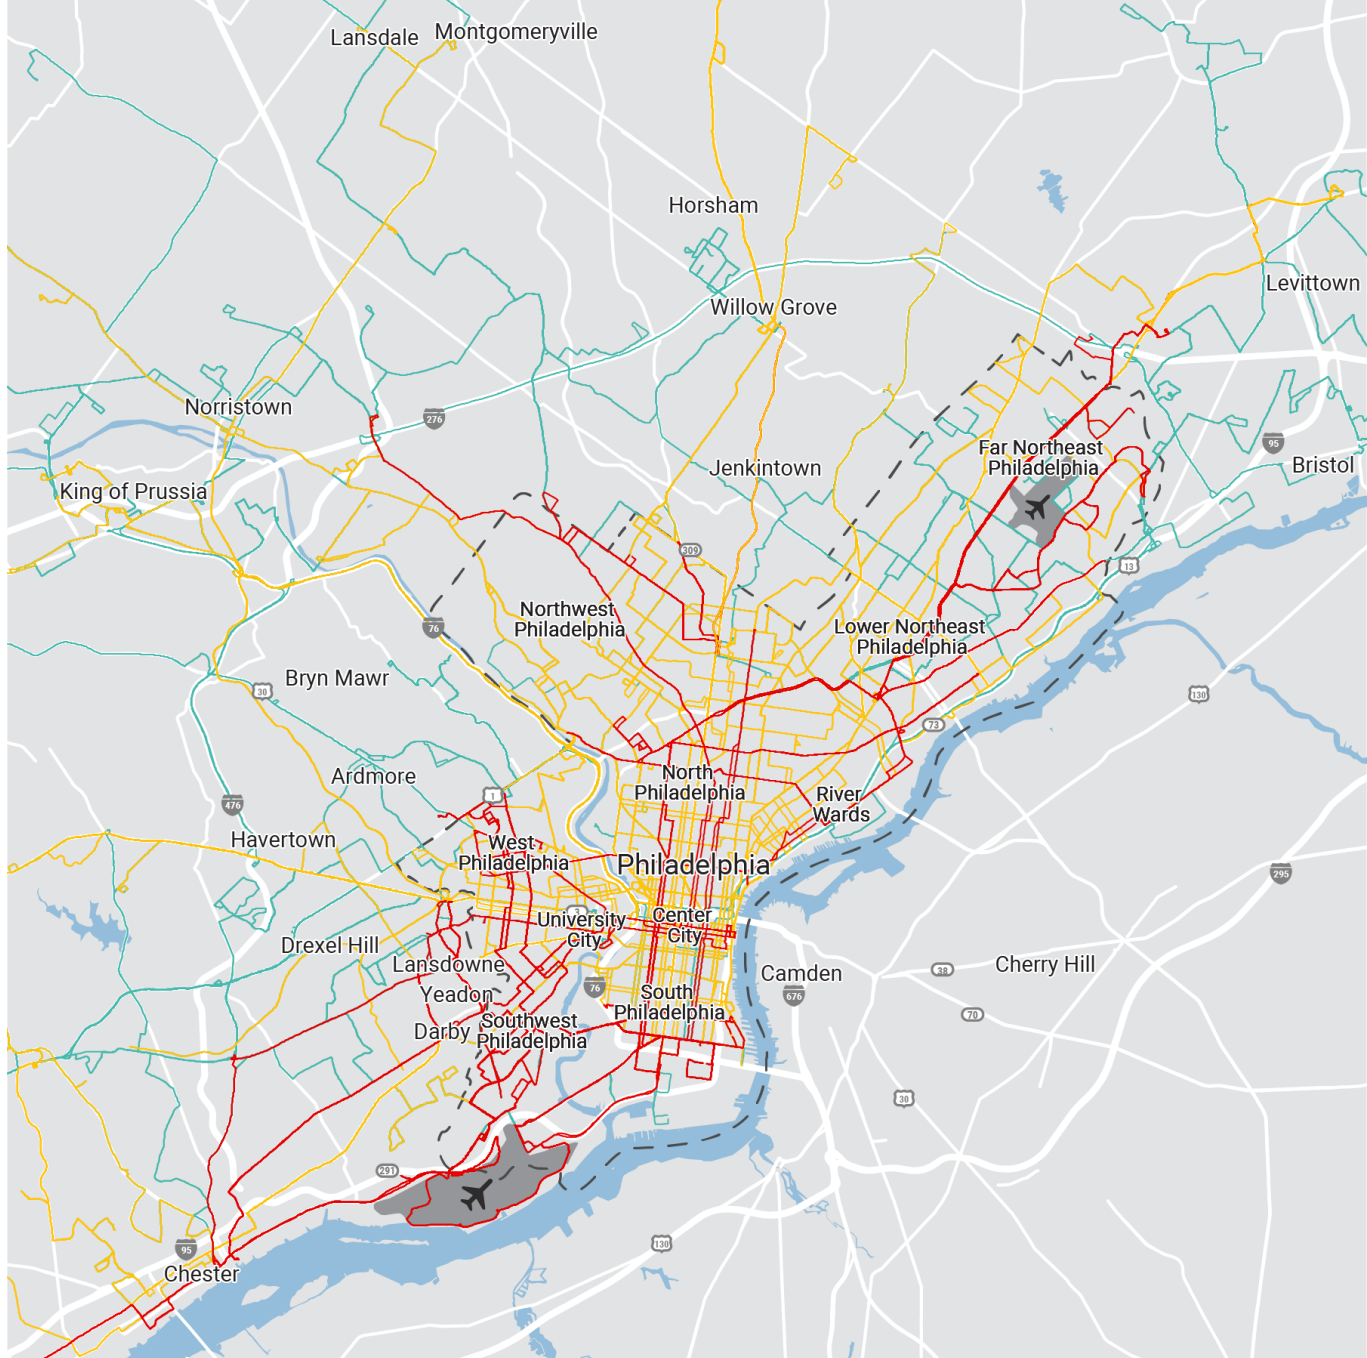 Montgomeryville
Lansdale
Horsham
Levittown
Willow Grove
Norristown
276
95
Far Northeast
Philadelphia
Bristol
Jenkintown
King of Prussia
309
13
Northwest
Philadelphia
76
Lower Northeast
Philadelphia
Bryn Mawr
30
130
73
Ardmore
North
Philadelphia
1
River
Wards
476
Havertown
West
Philadelphia
Philadelphia
295
3
University
City
Center
City
Drexel Hill
Lansdowne
Cherry Hill
38
Camden
76
676
Yeadon
South
Philadelphia
70
Darby
Southwest
Philadelphia
30
291
130
95
Chester